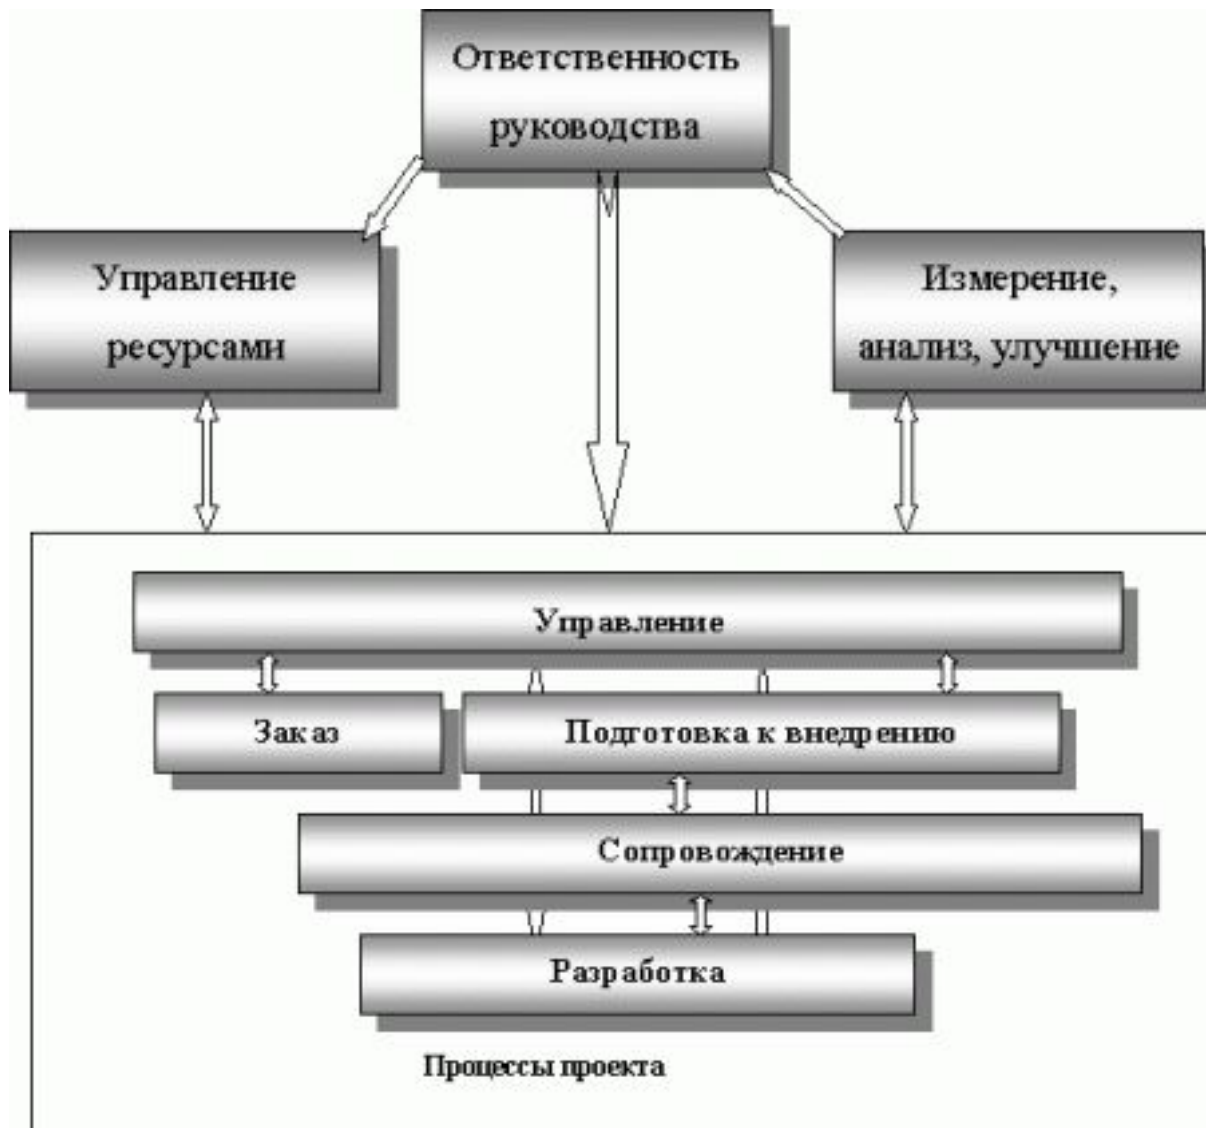 Ответственность
руководства
Управление
ресурсами
Измерение,
анализ, улучшение
Управление
Заказ
Подготовка к внедрению
Сопровождение
Разработка
Процессы проекта